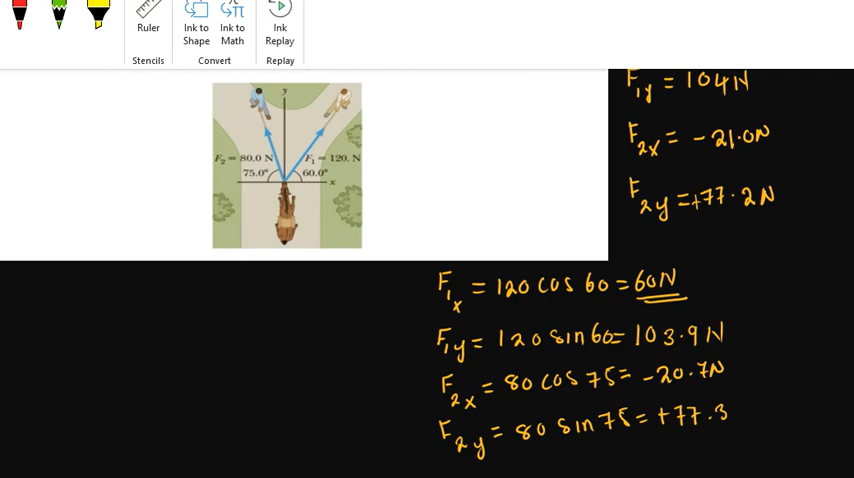 Ruler
Ink to
Shape
Ink to
Math
Ink
Replay
Stencils
Convert
Replay
y
F₂ = 80.0 N
F₁ = 120. N
75.0°
60.0°
x
F₁y = 104N
F₂x = -21.0N
F₂y = +77.2N
F₁x = 120 cos 60 = 60N
F₁y = 120 sin 60 = 103.9 N
F₂x = 80 cos 75 = -20.7N
F₂y = 80 sin 75 = +77.3